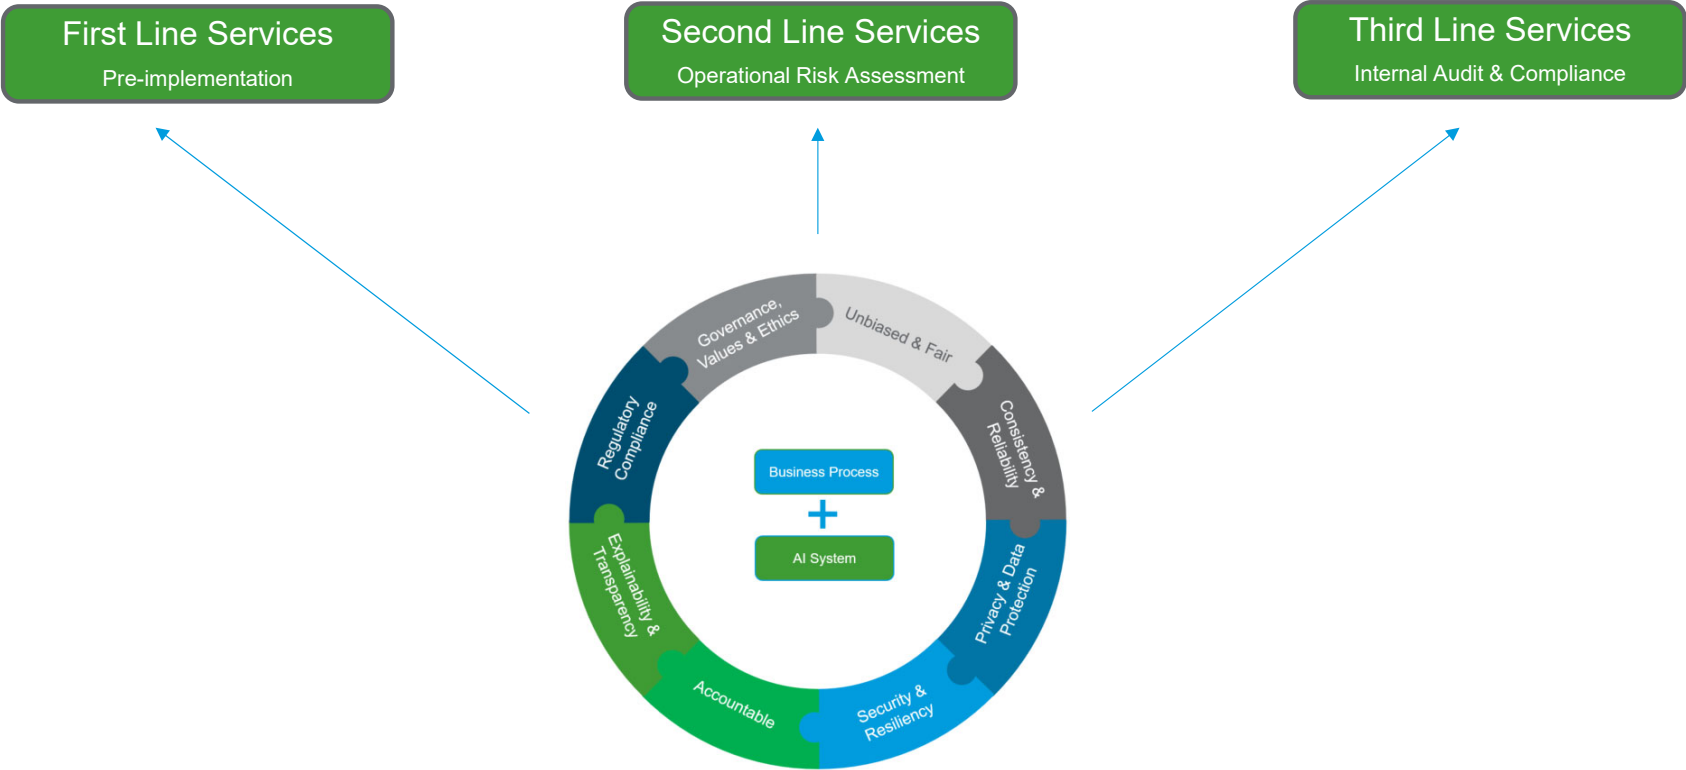 First Line Services
Pre-implementation
Second Line Services
Operational Risk Assessment
Third Line Services
Internal Audit & Compliance
Governance,
Values & Ethics
Unbiased & Fair
Consistency &
Reliability
Privacy & Data
Protection
Security &
Resiliency
Accountable
Explainability &
Transparency
Regulatory
Compliance
Business Process
+
AI System